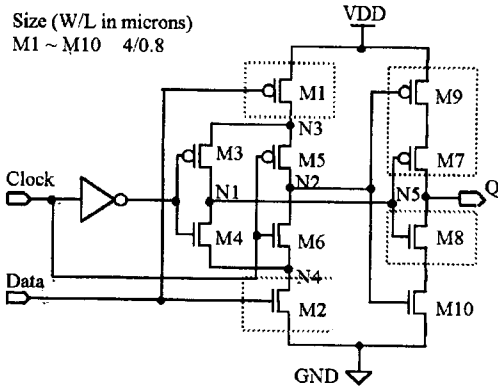 Size (W/L in microns)
M1 ~ M10 4/0.8
VDD
M1
M9
N3
M3
M5
M7
Clock
N1
N2
N5
Q
M4
M6
M8
N4
Data
M2
M10
GND